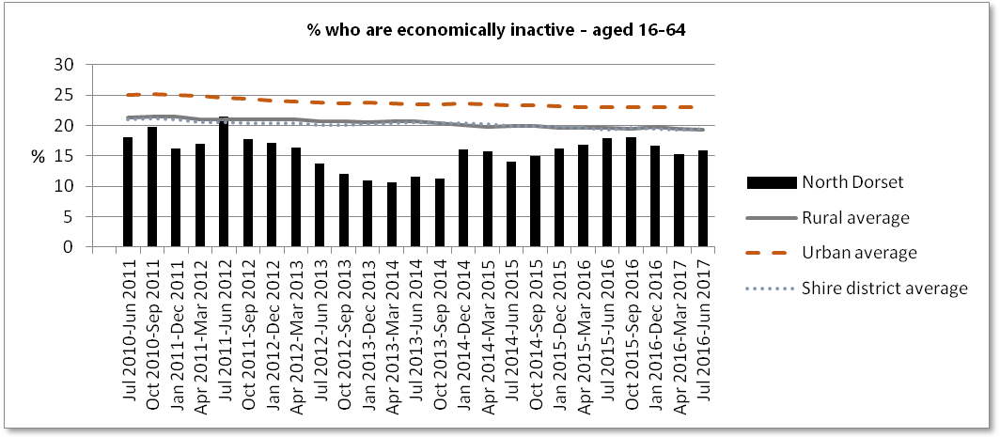 % who are economically inactive - aged 16-64
30
25
20
15
10
5
0
%
Jul 2010-Jun 2011
Oct 2010-Sep 2011
Jan 2011-Dec 2011
Apr 2011-Mar 2012
Jul 2011-Jun 2012
Oct 2011-Sep 2012
Jan 2012-Dec 2012
Apr 2012-Mar 2013
Jul 2012-Jun 2013
Oct 2012-Sep 2013
Jan 2013-Dec 2013
Apr 2013-Mar 2014
Jul 2013-Jun 2014
Oct 2013-Sep 2014
Jan 2014-Dec 2014
Apr 2014-Mar 2015
Jul 2014-Jun 2015
Oct 2014-Sep 2015
Jan 2015-Dec 2015
Apr 2015-Mar 2016
Jul 2015-Jun 2016
Oct 2015-Sep 2016
Jan 2016-Dec 2016
Apr 2016-Mar 2017
Jul 2016-Jun 2017
North Dorset
Rural average
Urban average
Shire district average